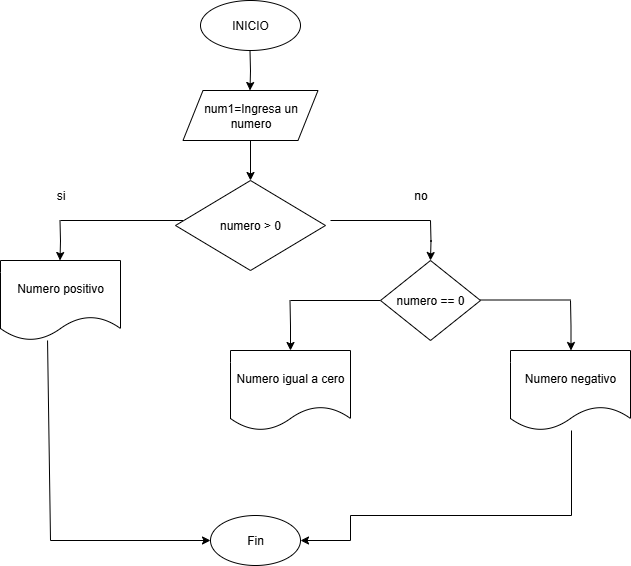 INICIO
num1=Ingresa un
numero
si
no
numero > 0
Numero positivo
numero == 0
Numero igual a cero
Numero negativo
Fin